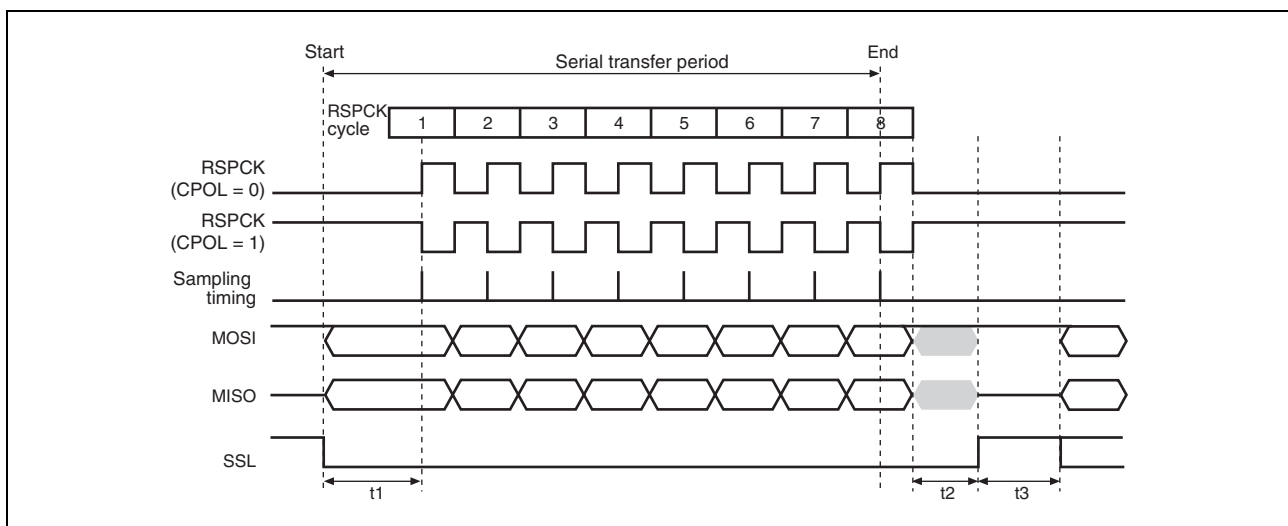 Start
End
Serial transfer period
RSPCK
cycle
1 2 3 4 5 6 7 8
RSPCK
(CPOL = 0)
RSPCK
(CPOL = 1)
Sampling
timing
MOSI
MISO
SSL
t1 t2 t3